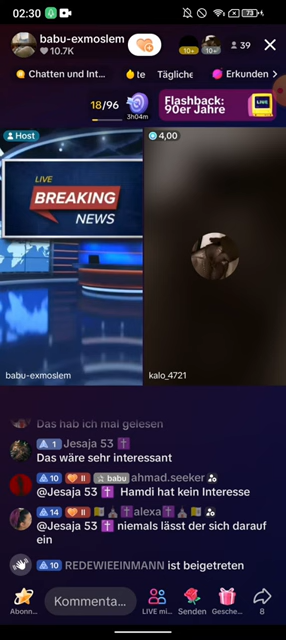 02:30
73
babu-exmoslem
10.7K
10+
10+
39
Chatten und Int...
te
Tägliche
Erkunden
18/96
3h04m
Flashback:
90er Jahre
LIVE
Host
4,00
LIVE
BREAKING
NEWS
babu-exmoslem
kalo_4721
Das hab ich mal gelesen
1 Jesaja 53
Das wäre sehr interessant
10 II babu ahmad.seeker
@Jesaja 53 Hamdi hat kein Interesse
14 II alexa
@Jesaja 53 niemals lässt der sich darauf
ein
10 REDEWIEEINMANN ist beigetreten
Abonn...
Kommenta...
LIVE mi...
Senden
Gesche...
8